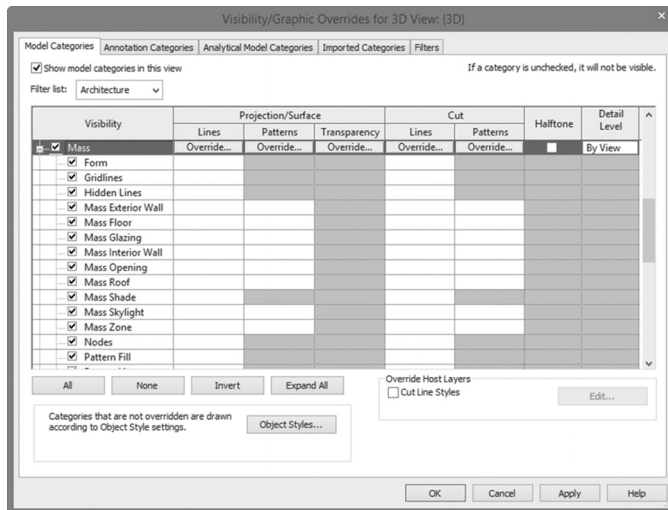 Visibility/Graphic Overrides for 3D View: {3D}
Model Categories Annotation Categories Analytical Model Categories Imported Categories Filters
Show model categories in this view
If a category is unchecked, it will not be visible.
Filter list: Architecture
Visibility Projection/Surface Cut Halftone Detail Level
Lines Patterns Transparency Lines Patterns
Mass Override... Override... Override... Override... Override... By View
Form
Gridlines
Hidden Lines
Mass Exterior Wall
Mass Floor
Mass Glazing
Mass Interior Wall
Mass Opening
Mass Roof
Mass Shade
Mass Skylight
Mass Zone
Nodes
Pattern Fill
All None Invert Expand All
Override Host Layers
Cut Line Styles
Edit...
Categories that are not overridden are drawn
according to Object Style settings.
Object Styles...
OK Cancel Apply Help